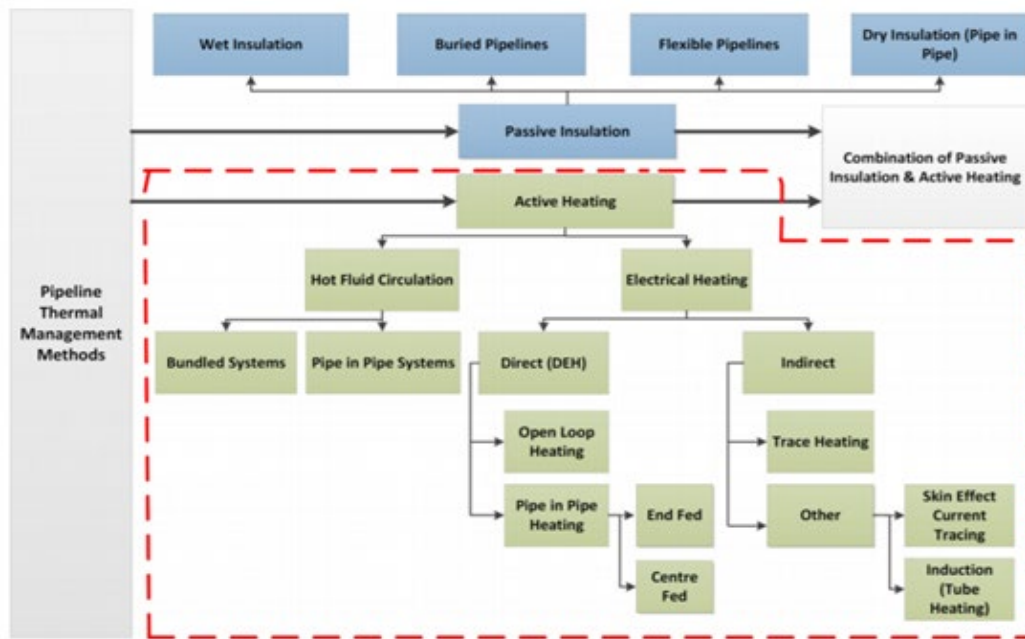 Wet Insulation
Buried Pipelines
Flexible Pipelines
Dry Insulation (Pipe in
Pipe)
Passive Insulation
Combination of Passive
Insulation & Active Heating
Active Heating
Pipeline
Thermal
Management
Methods
Hot Fluid Circulation
Electrical Heating
Bundled Systems
Pipe in Pipe Systems
Direct (DEH)
Indirect
Open Loop
Heating
Trace Heating
Pipe in Pipe
Heating
End Fed
Other
Skin Effect
Current
Tracing
Centre
Fed
Induction
(Tube
Heating)